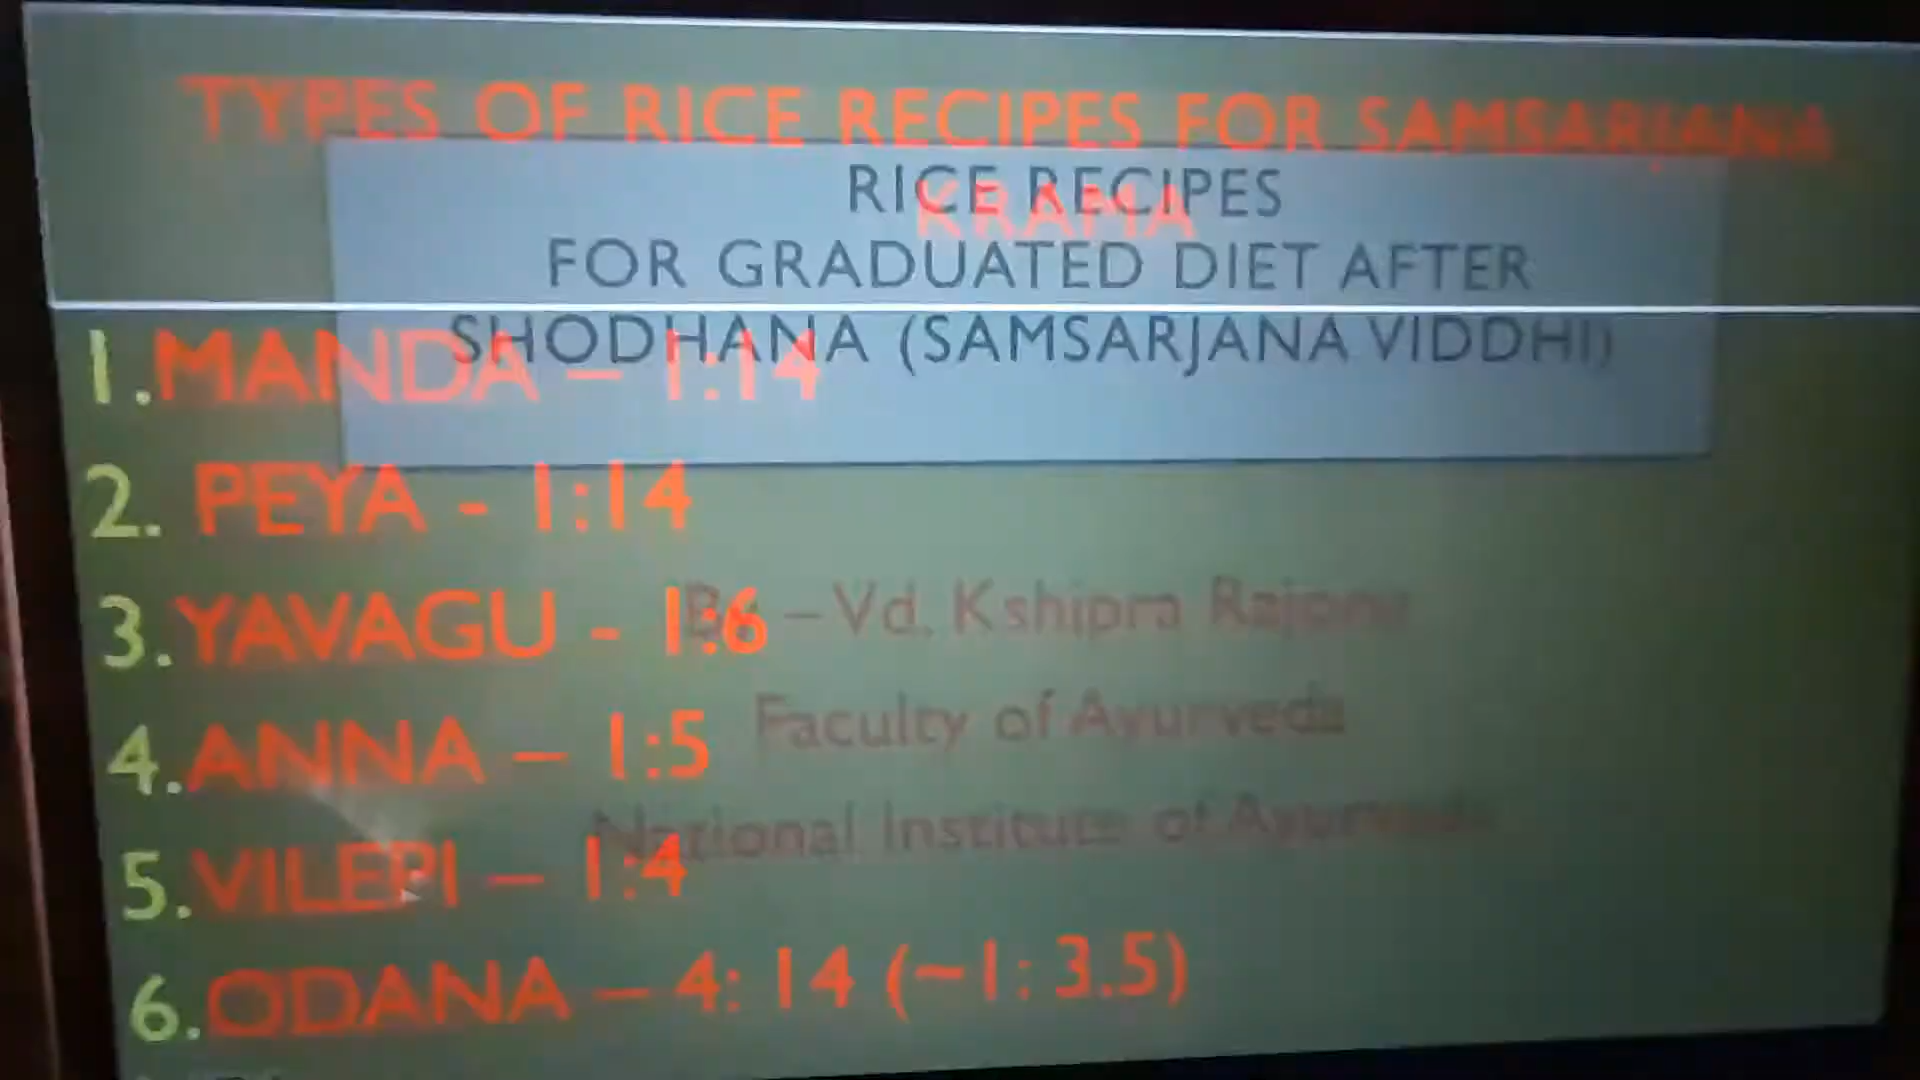 TYPES OF RICE RECIPES FOR SAMSARJANA
KRAMA
1.MANDA – 1:14
2. PEYA - 1:14
3.YAVAGU - 1:6
4.ANNA – 1:5
5.VILEPI – 1:4
6.ODANA – 4: 14 (~1: 3.5)
RICE RECIPES
FOR GRADUATED DIET AFTER
SHODHANA (SAMSARJANA VIDDHI)
By – Vd. Kshipra
Faculty of Ayurveda
National Institute of Ayurveda